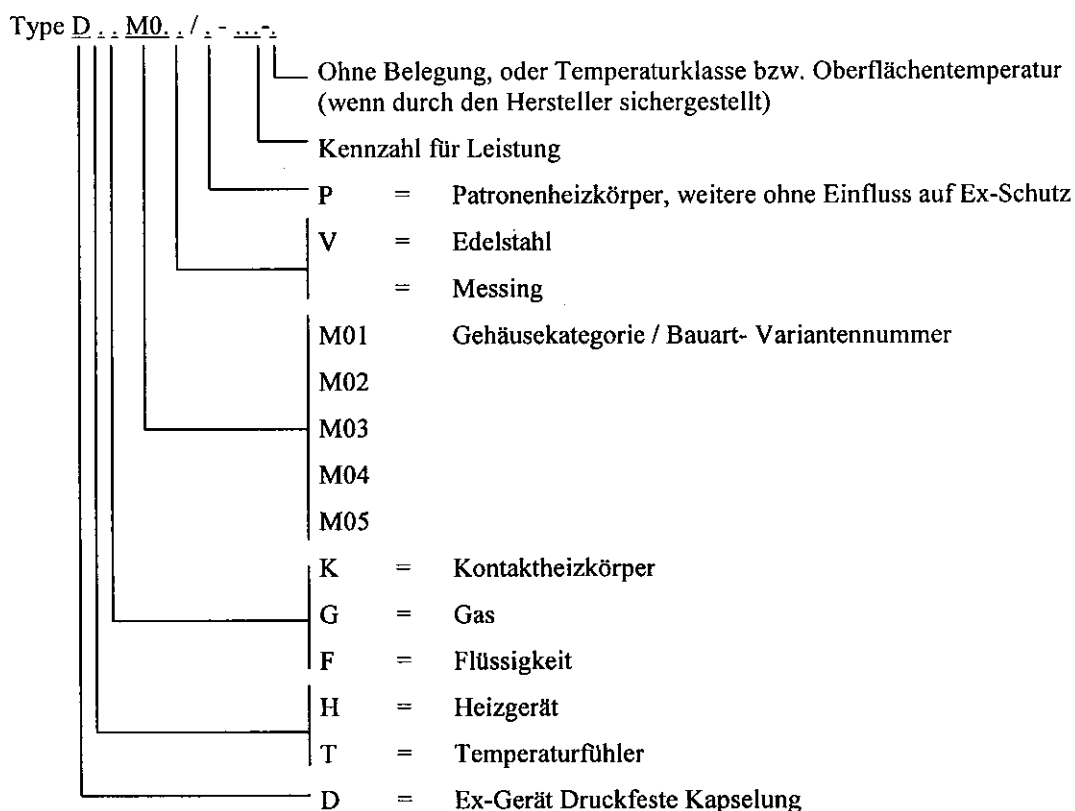 Type D . . M0. . / . - ...-.
Ohne Belegung, oder Temperaturklasse bzw. Oberflächentemperatur
(wenn durch den Hersteller sichergestellt)
Kennzahl für Leistung
P = Patronenheizkörper, weitere ohne Einfluss auf Ex-Schutz
V = Edelstahl
= Messing
M01 Gehäusekategorie / Bauart- Variantennummer
M02
M03
M04
M05
K = Kontaktheizkörper
G = Gas
F = Flüssigkeit
H = Heizgerät
T = Temperaturfühler
D = Ex-Gerät Druckfeste Kapselung